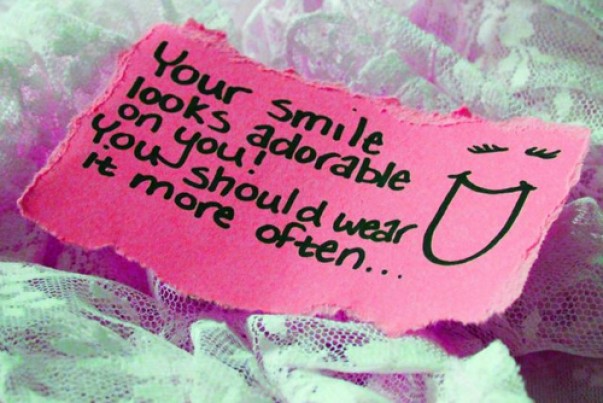 Your smile
looks adorable
on you!
You should wear
it more often...